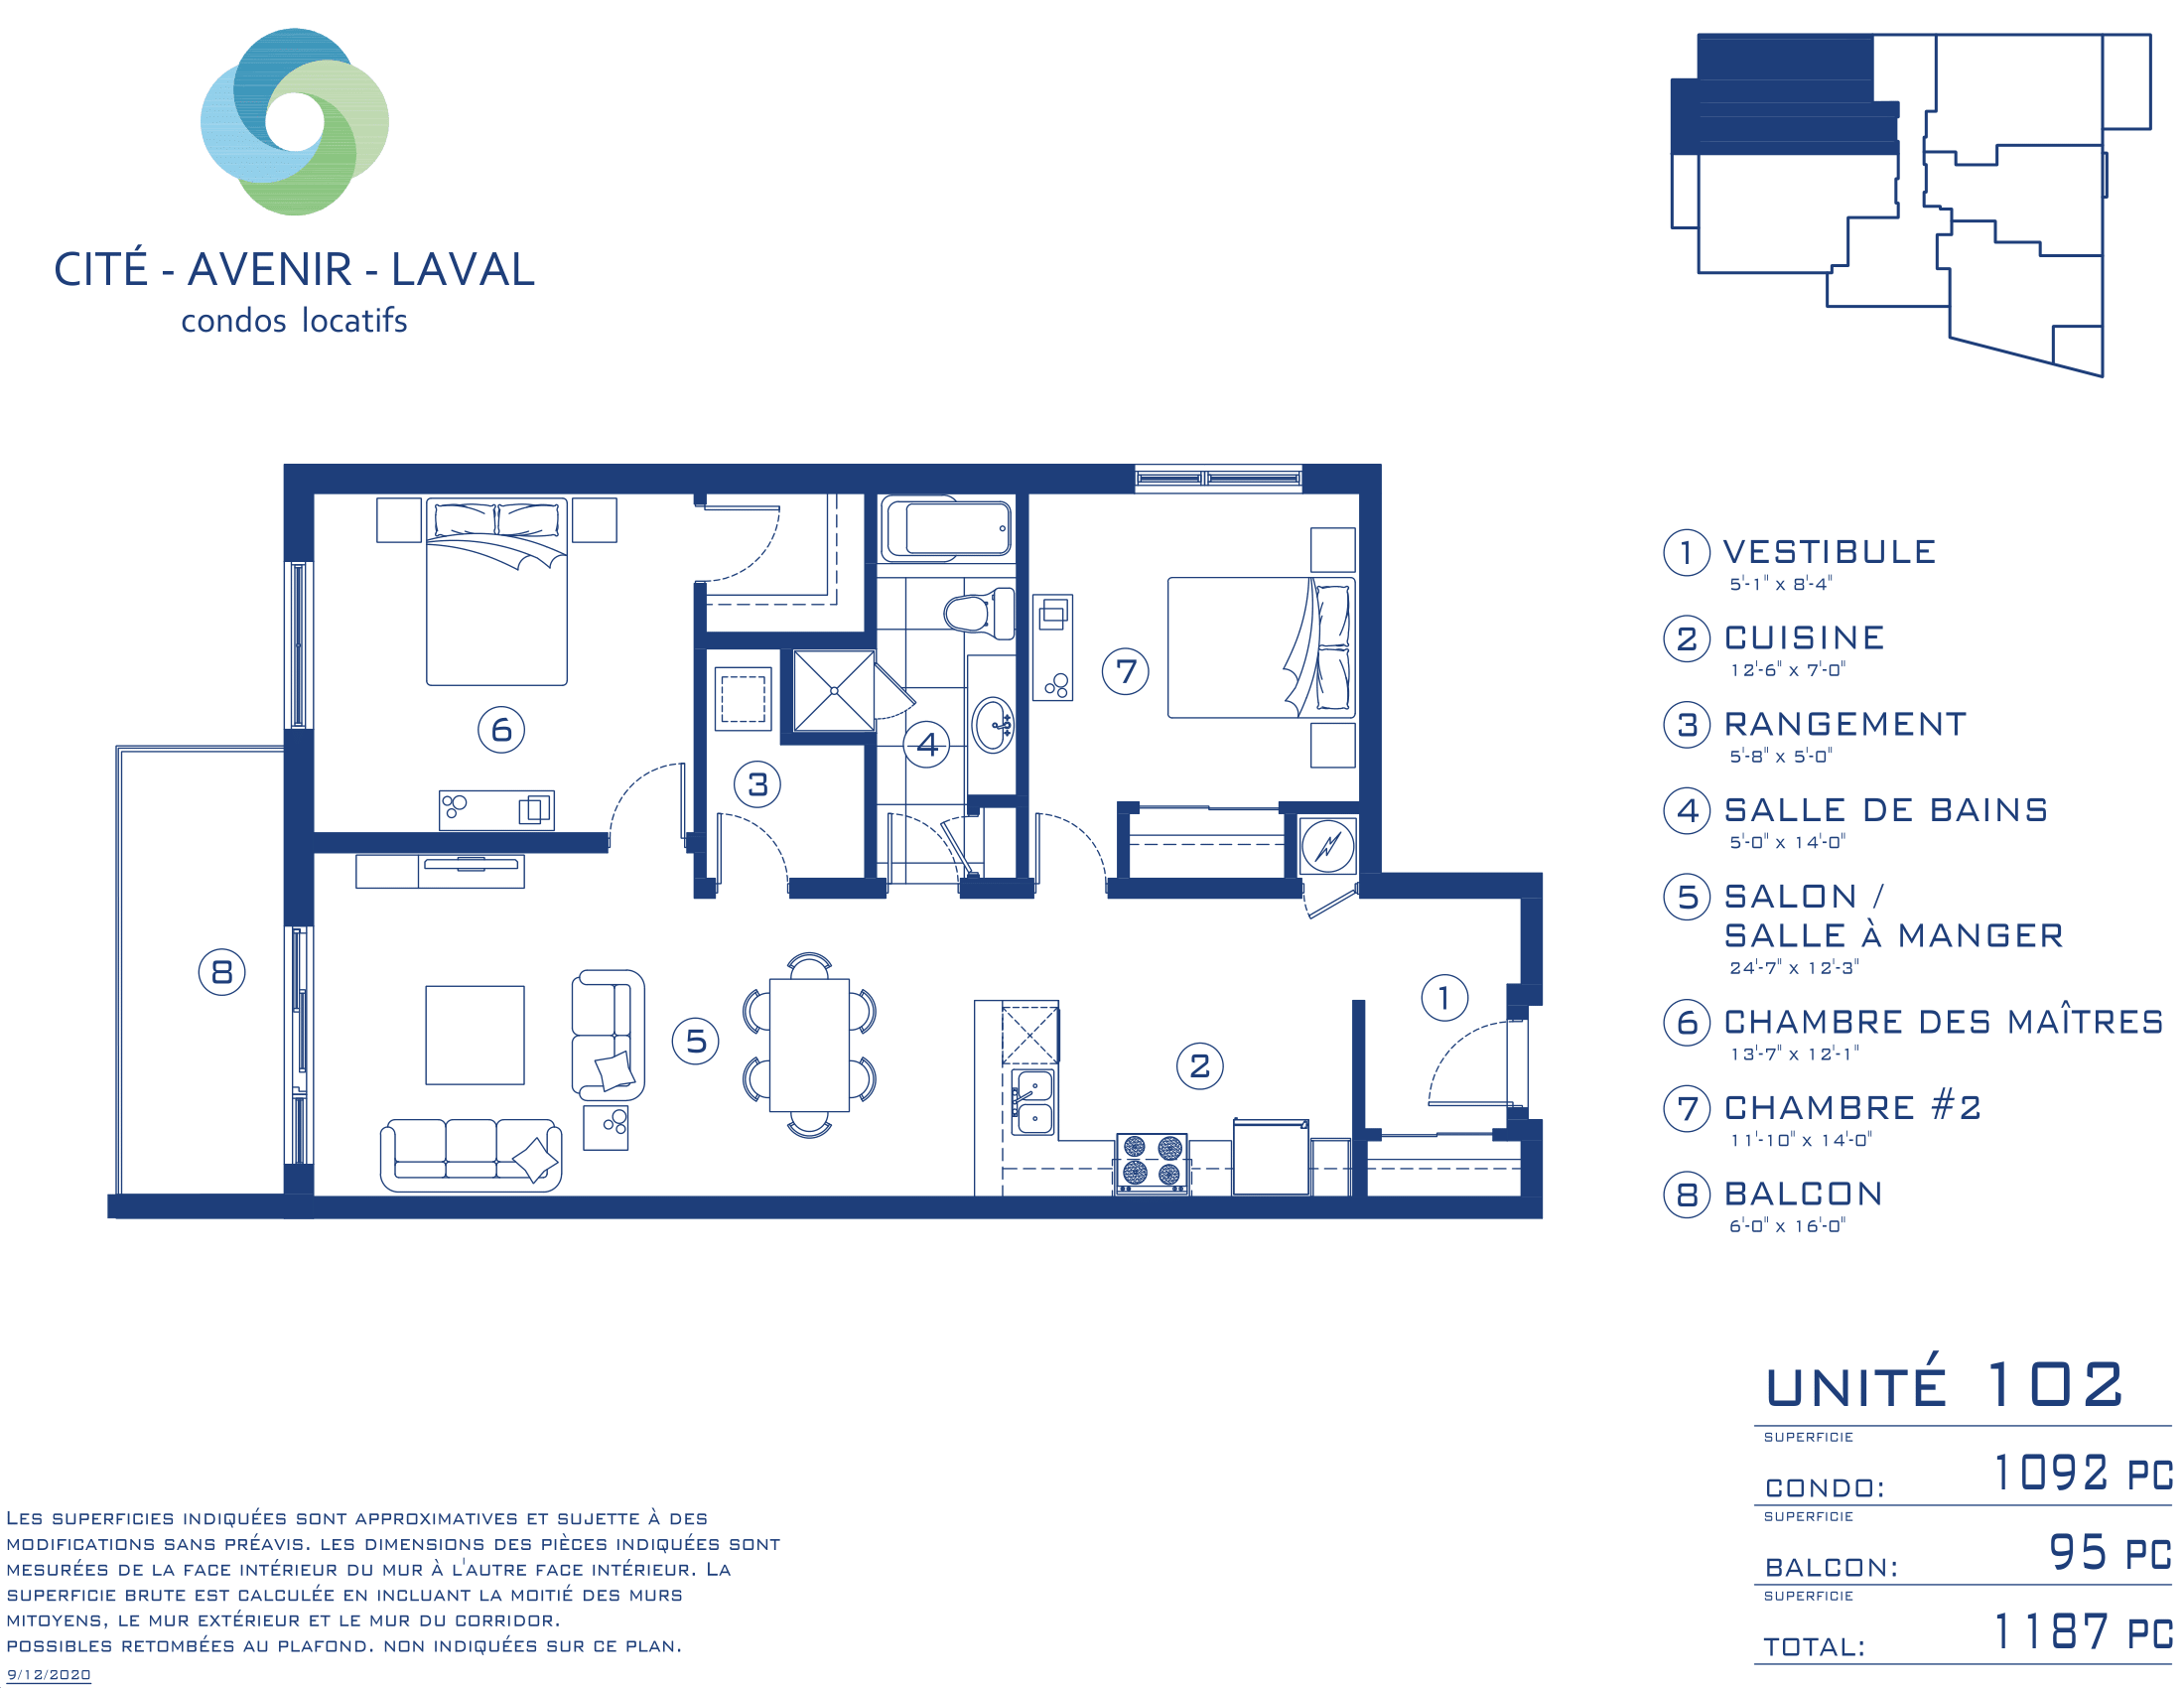 CITÉ - AVENIR - LAVAL
condos locatifs
1 VESTIBULE
5'-1" x 8'-4"
2 CUISINE
12'-6" x 7'-0"
3 RANGEMENT
5'-8" x 5'-0"
4 SALLE DE BAINS
5'-0" x 14'-0"
5 SALON /
SALLE À MANGER
24'-7" x 12'-3"
6 CHAMBRE DES MAÎTRES
13'-7" x 12'-1"
7 CHAMBRE #2
11'-10" x 14'-0"
8 BALCON
6'-0" x 16'-0"
6
7
4
3
8
5
2
1
UNITÉ 102
SUPERFICIE
CONDO: 1092 PC
SUPERFICIE
BALCON: 95 PC
SUPERFICIE
TOTAL: 1187 PC
LES SUPERFICIES INDIQUÉES SONT APPROXIMATIVES ET SUJETTE À DES
MODIFICATIONS SANS PRÉAVIS. LES DIMENSIONS DES PIÈCES INDIQUÉES SONT
MESURÉES DE LA FACE INTÉRIEUR DU MUR À L'AUTRE FACE INTÉRIEUR. LA
SUPERFICIE BRUTE EST CALCULÉE EN INCLUANT LA MOITIÉ DES MURS
MITOYENS, LE MUR EXTÉRIEUR ET LE MUR DU CORRIDOR.
POSSIBLES RETOMBÉES AU PLAFOND. NON INDIQUÉES SUR CE PLAN.
9/12/2020